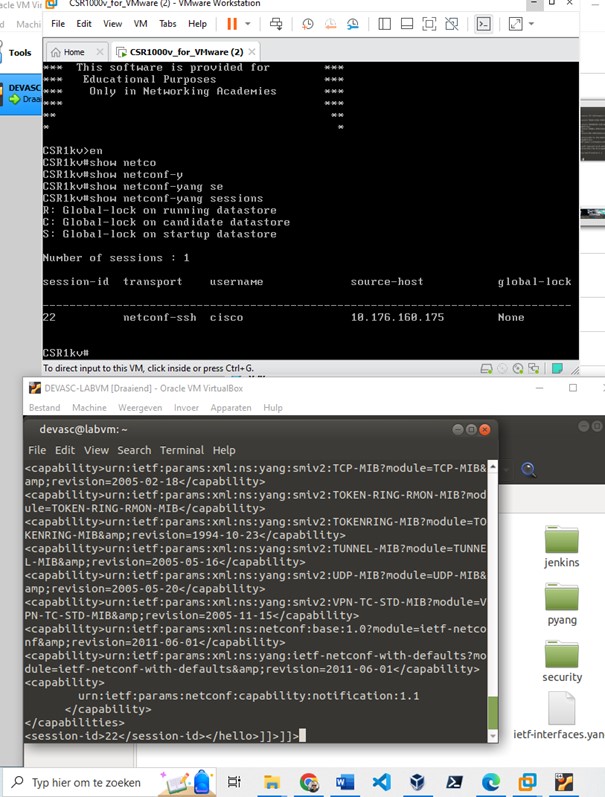 CSR1000v_for_VMware (2) - VMware Workstation
File Edit View VM Tabs Help
Tools
Home CSR1000v_for_VMware (2)
DEVASC
*** This software is provided for ***
*** Educational Purposes ***
*** Only in Networking Academies ***
*** ***
** **
* *
CSR1kv>en
CSR1kv#show netco
CSR1kv#show netconf-y
CSR1kv#show netconf-yang se
CSR1kv#show netconf-yang sessions
R: Global-lock on running datastore
C: Global-lock on candidate datastore
S: Global-lock on startup datastore
Number of sessions : 1
session-id transport username source-host global-lock
22 netconf-ssh cisco 10.176.160.175 None
CSR1kv#
To direct input to this VM, click inside or press Ctrl+G.
DEVASC-LABVM [Draaiend] - Oracle VM VirtualBox
Bestand Machine Weergeven Invoer Apparaten Hulp
devasc@labvm: ~
File Edit View Search Terminal Help
<capability>urn:ietf:params:xml:ns:yang:smiv2:TCP-MIB?module=TCP-MIB&
amp;revision=2005-02-18</capability>
<capability>urn:ietf:params:xml:ns:yang:smiv2:TOKEN-RING-RMON-MIB?mod
ule=TOKEN-RING-RMON-MIB</capability>
<capability>urn:ietf:params:xml:ns:yang:smiv2:TOKENRING-MIB?module=TO
KENRING-MIB&amp;revision=1994-10-23</capability>
<capability>urn:ietf:params:xml:ns:yang:smiv2:TUNNEL-MIB?module=TUNNE
L-MIB&amp;revision=2005-05-16</capability>
<capability>urn:ietf:params:xml:ns:yang:smiv2:UDP-MIB?module=UDP-MIB&
amp;revision=2005-05-20</capability>
<capability>urn:ietf:params:xml:ns:yang:smiv2:VPN-TC-STD-MIB?module=V
PN-TC-STD-MIB&amp;revision=2005-11-15</capability>
<capability>urn:ietf:params:xml:ns:netconf:base:1.0?module=ietf-netco
nf&amp;revision=2011-06-01</capability>
<capability>urn:ietf:params:xml:ns:yang:ietf-netconf-with-defaults?mo
dule=ietf-netconf-with-defaults&amp;revision=2011-06-01</capability>
<capability>
urn:ietf:params:netconf:capability:notification:1.1
</capability>
</capabilities>
<session-id>22</session-id></hello>]]>]]>
jenkins
pyang
security
ietf-interfaces.yan
Typ hier om te zoeken